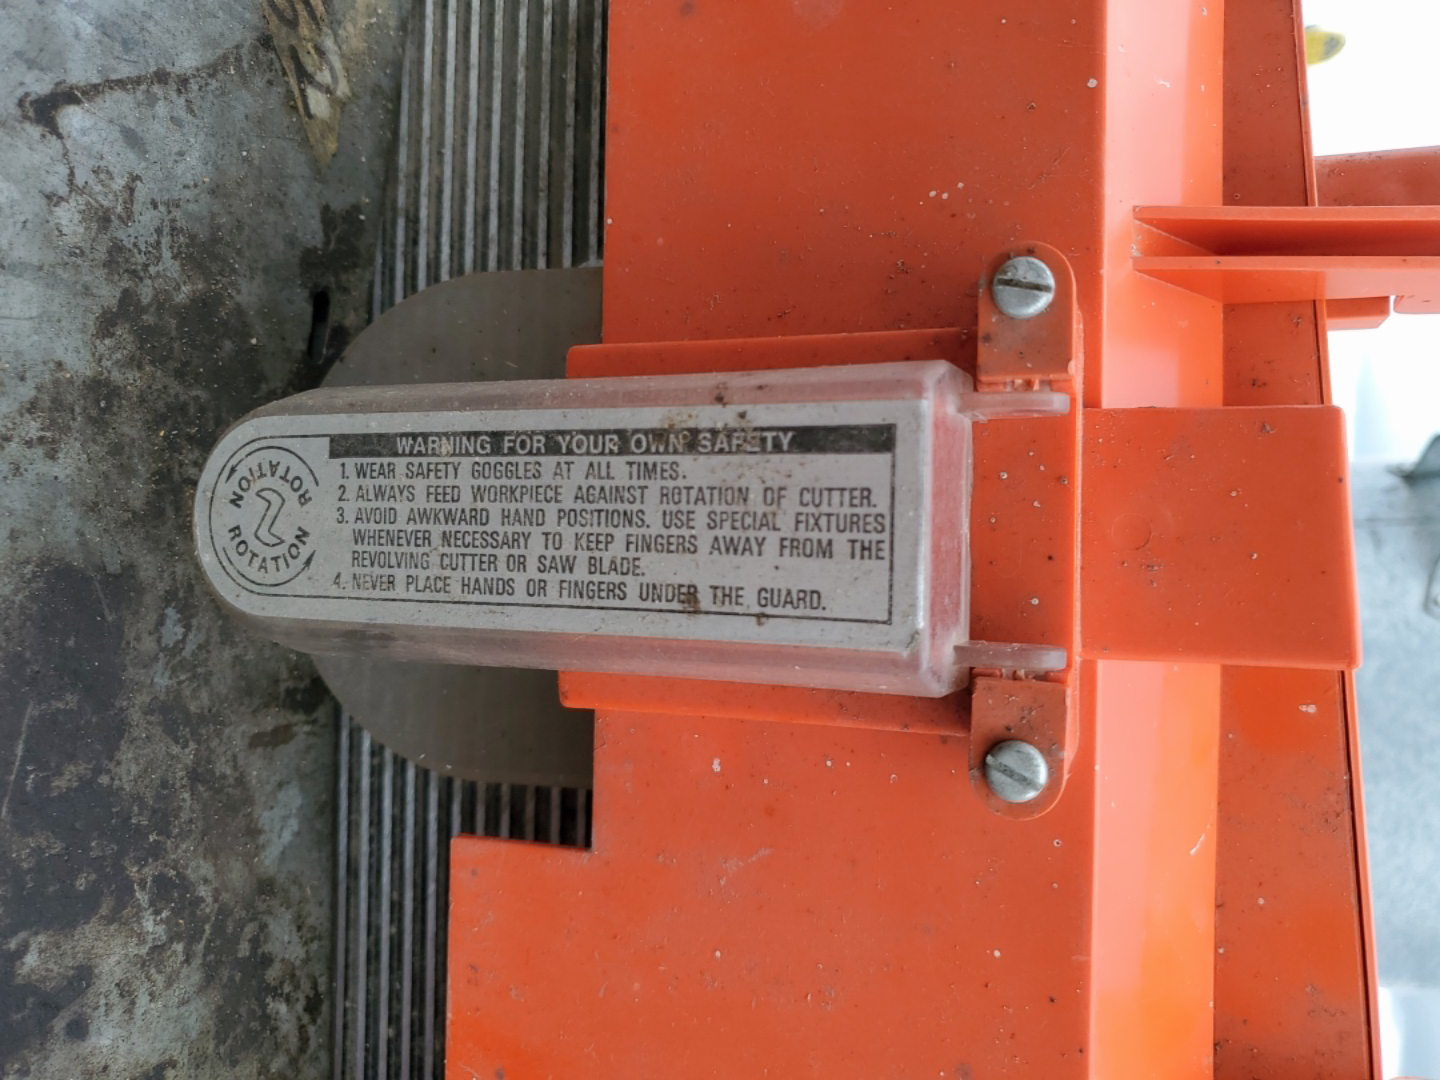 WARNING FOR YOUR OWN SAFETY
1. WEAR SAFETY GOGGLES AT ALL TIMES.
2. ALWAYS FEED WORKPIECE AGAINST ROTATION OF CUTTER.
3. AVOID AWKWARD HAND POSITIONS. USE SPECIAL FIXTURES
WHENEVER NECESSARY TO KEEP FINGERS AWAY FROM THE
REVOLVING CUTTER OR SAW BLADE.
4. NEVER PLACE HANDS OR FINGERS UNDER THE GUARD.
ROTATION
ROTATION